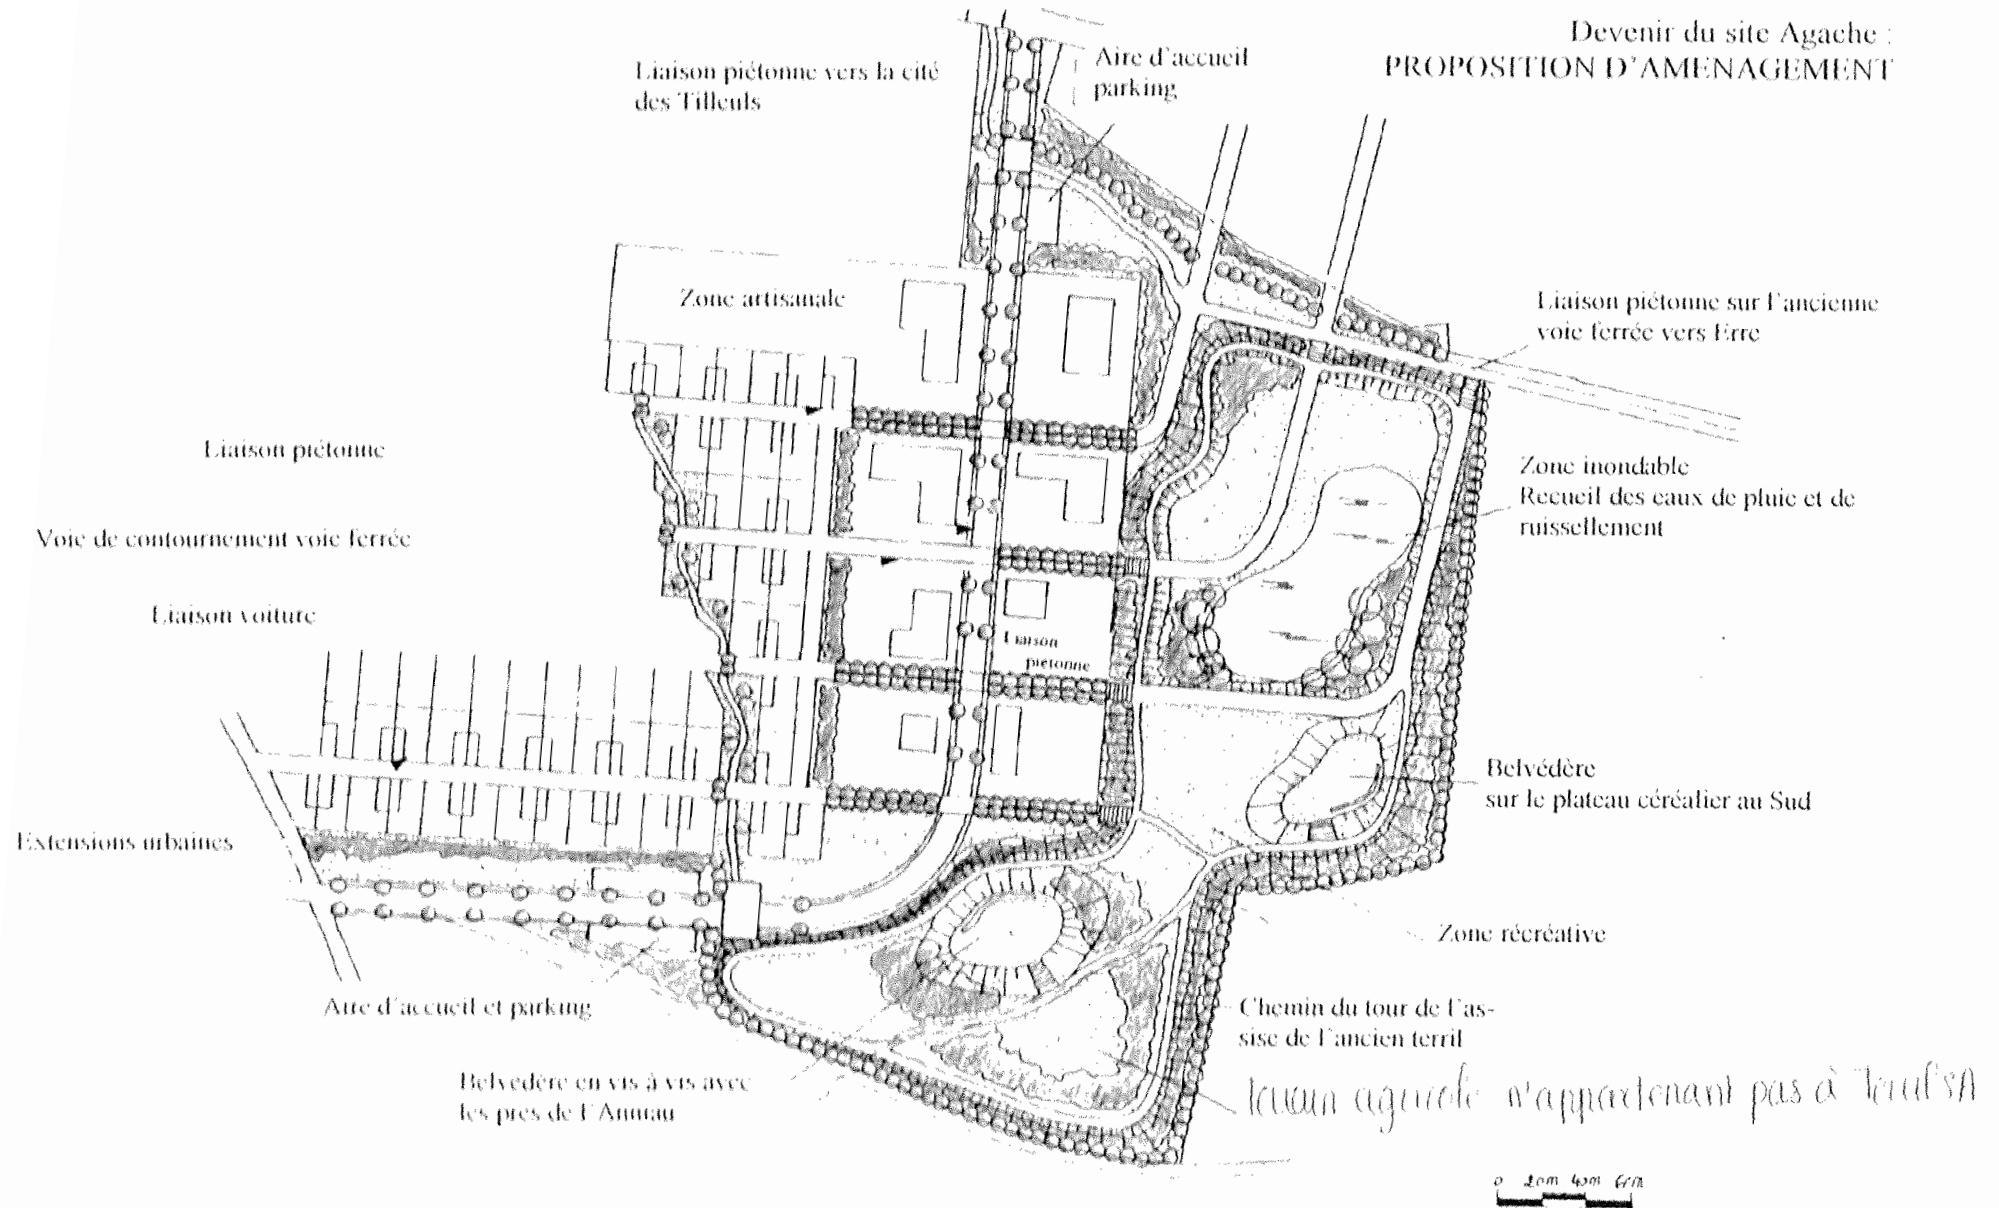 Devenir du site Agache :
PROPOSITION D'AMENAGEMENT
Liaison piétonne vers la cité
des Tilleuls
Aire d'accueil
parking
Zone artisanale
Liaison piétonne sur l'ancienne
voie ferrée vers Erre
Liaison piétonne
Zone inondable
Recueil des eaux de pluie et de
ruissellement
Voie de contournement voie ferrée
Liaison voiture
Liaison
piétonne
Belvédère
sur le plateau céréalier au Sud
Extensions urbaines
Zone récréative
Aire d'accueil et parking
Chemin du tour de l'as-
sise de l'ancien terril
Belvédère en vis à vis avec
les prés de l'Annuau
terrain agricole n'appartenant pas à Terril SA
0 20m 40m